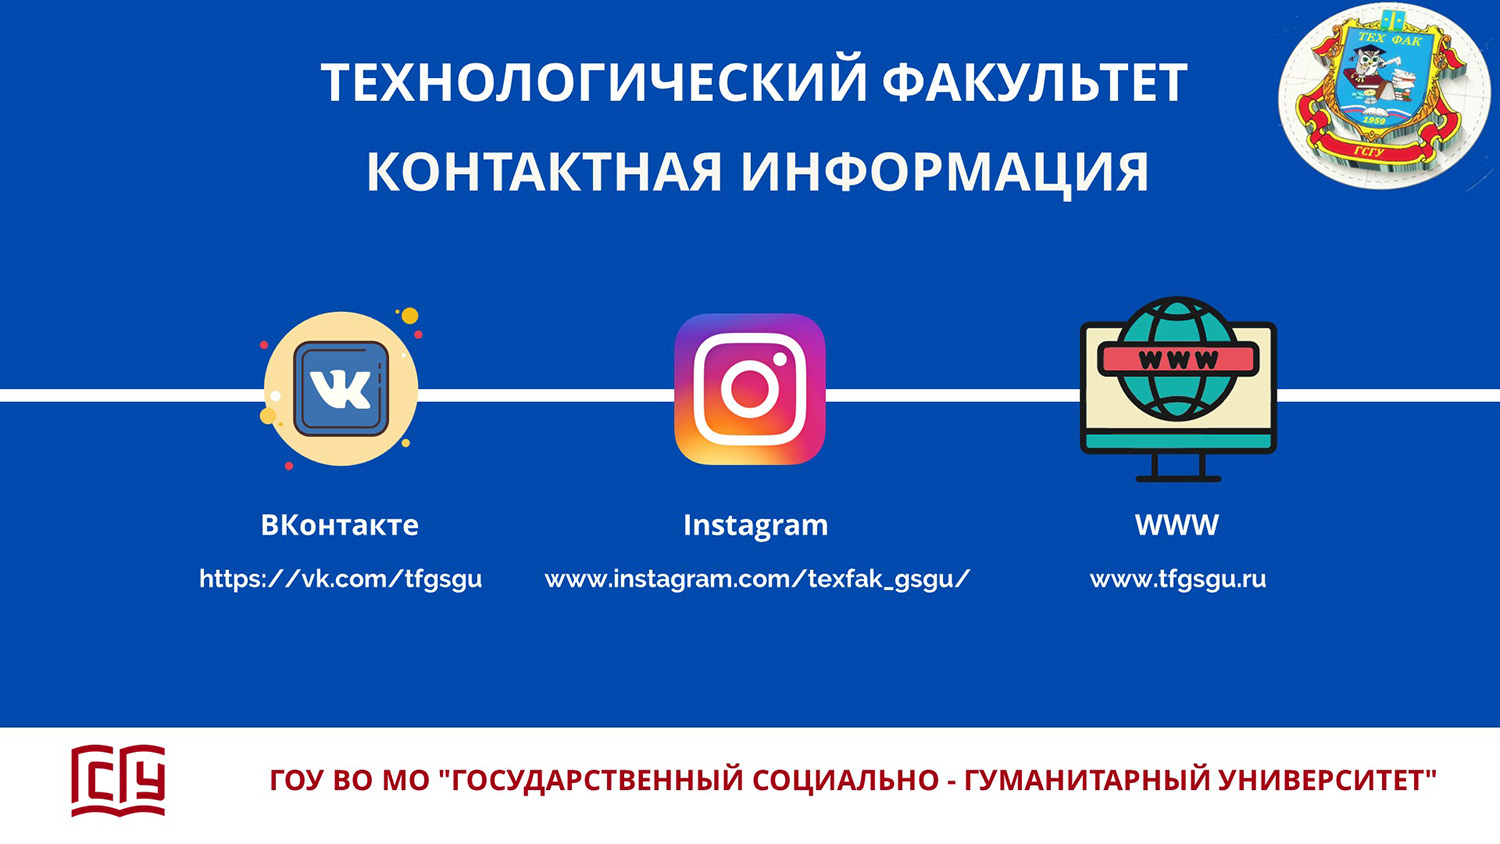 ТЕХНОЛОГИЧЕСКИЙ ФАКУЛЬТЕТ
КОНТАКТНАЯ ИНФОРМАЦИЯ
ТЕХ ФАК
1959
ГСГУ
VK
WWW
ВКонтакте
Instagram
WWW
https://vk.com/tfgsgu
www.instagram.com/texfak_gsgu/
www.tfgsgu.ru
ГСГУ
ГОУ ВО МО "ГОСУДАРСТВЕННЫЙ СОЦИАЛЬНО - ГУМАНИТАРНЫЙ УНИВЕРСИТЕТ"